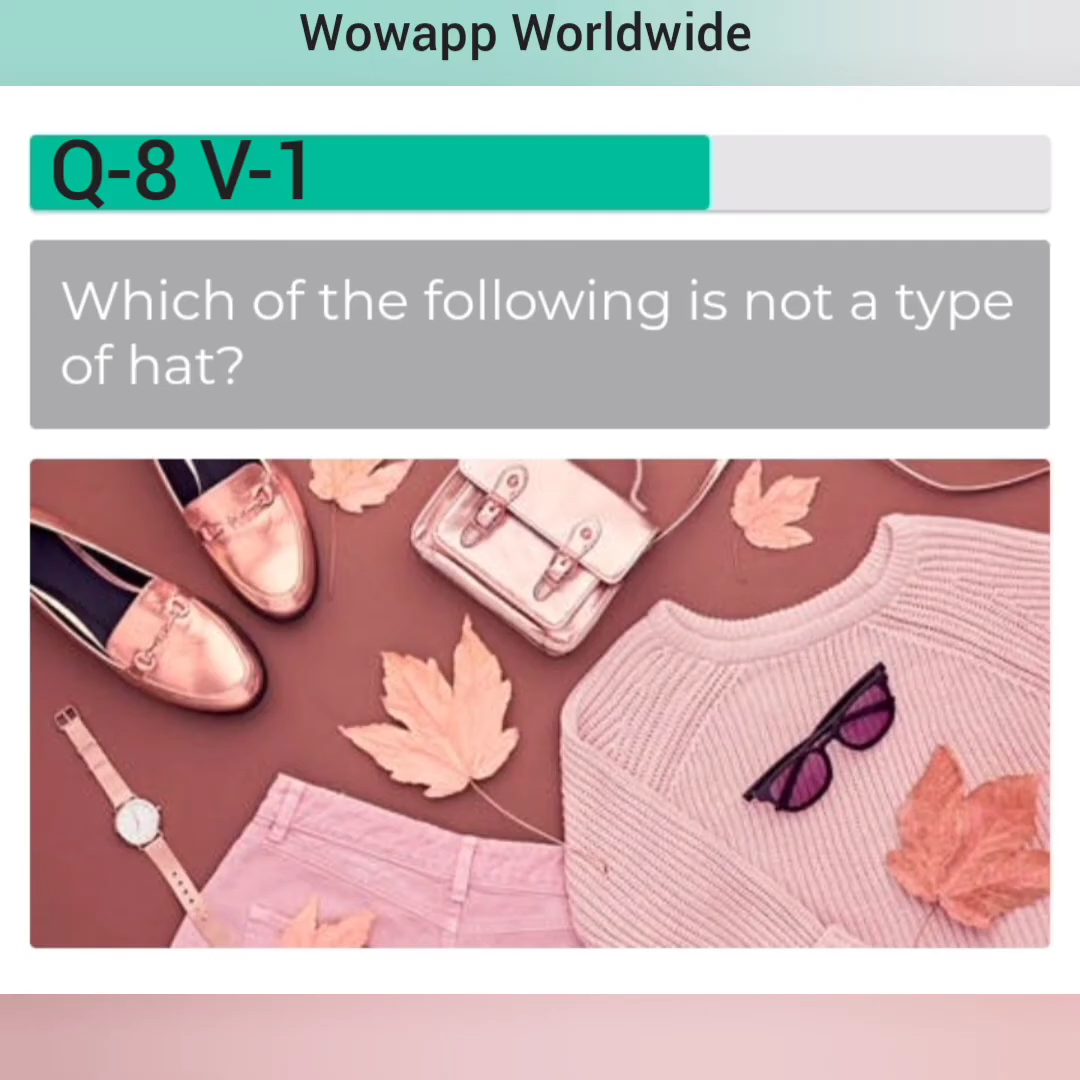 Wowapp Worldwide
Q-8 V-1
Which of the following is not a type
of hat?